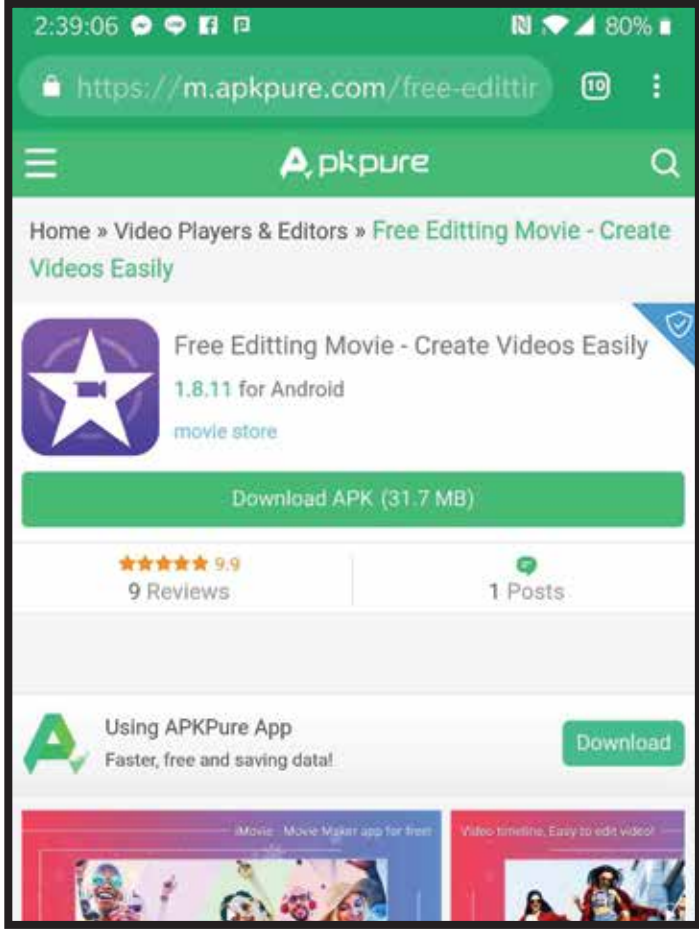 2:39:06
80%
https://m.apkpure.com/free-edittir
10
Apkpure
Home » Video Players & Editors » Free Editting Movie - Create
Videos Easily
Free Editting Movie - Create Videos Easily
1.8.11 for Android
movie store
Download APK (31.7 MB)
9.9
9 Reviews
1 Posts
Using APKPure App
Faster, free and saving data!
Download
iMovie - Movie Maker app for free!
Video timeline, Easy to edit video!